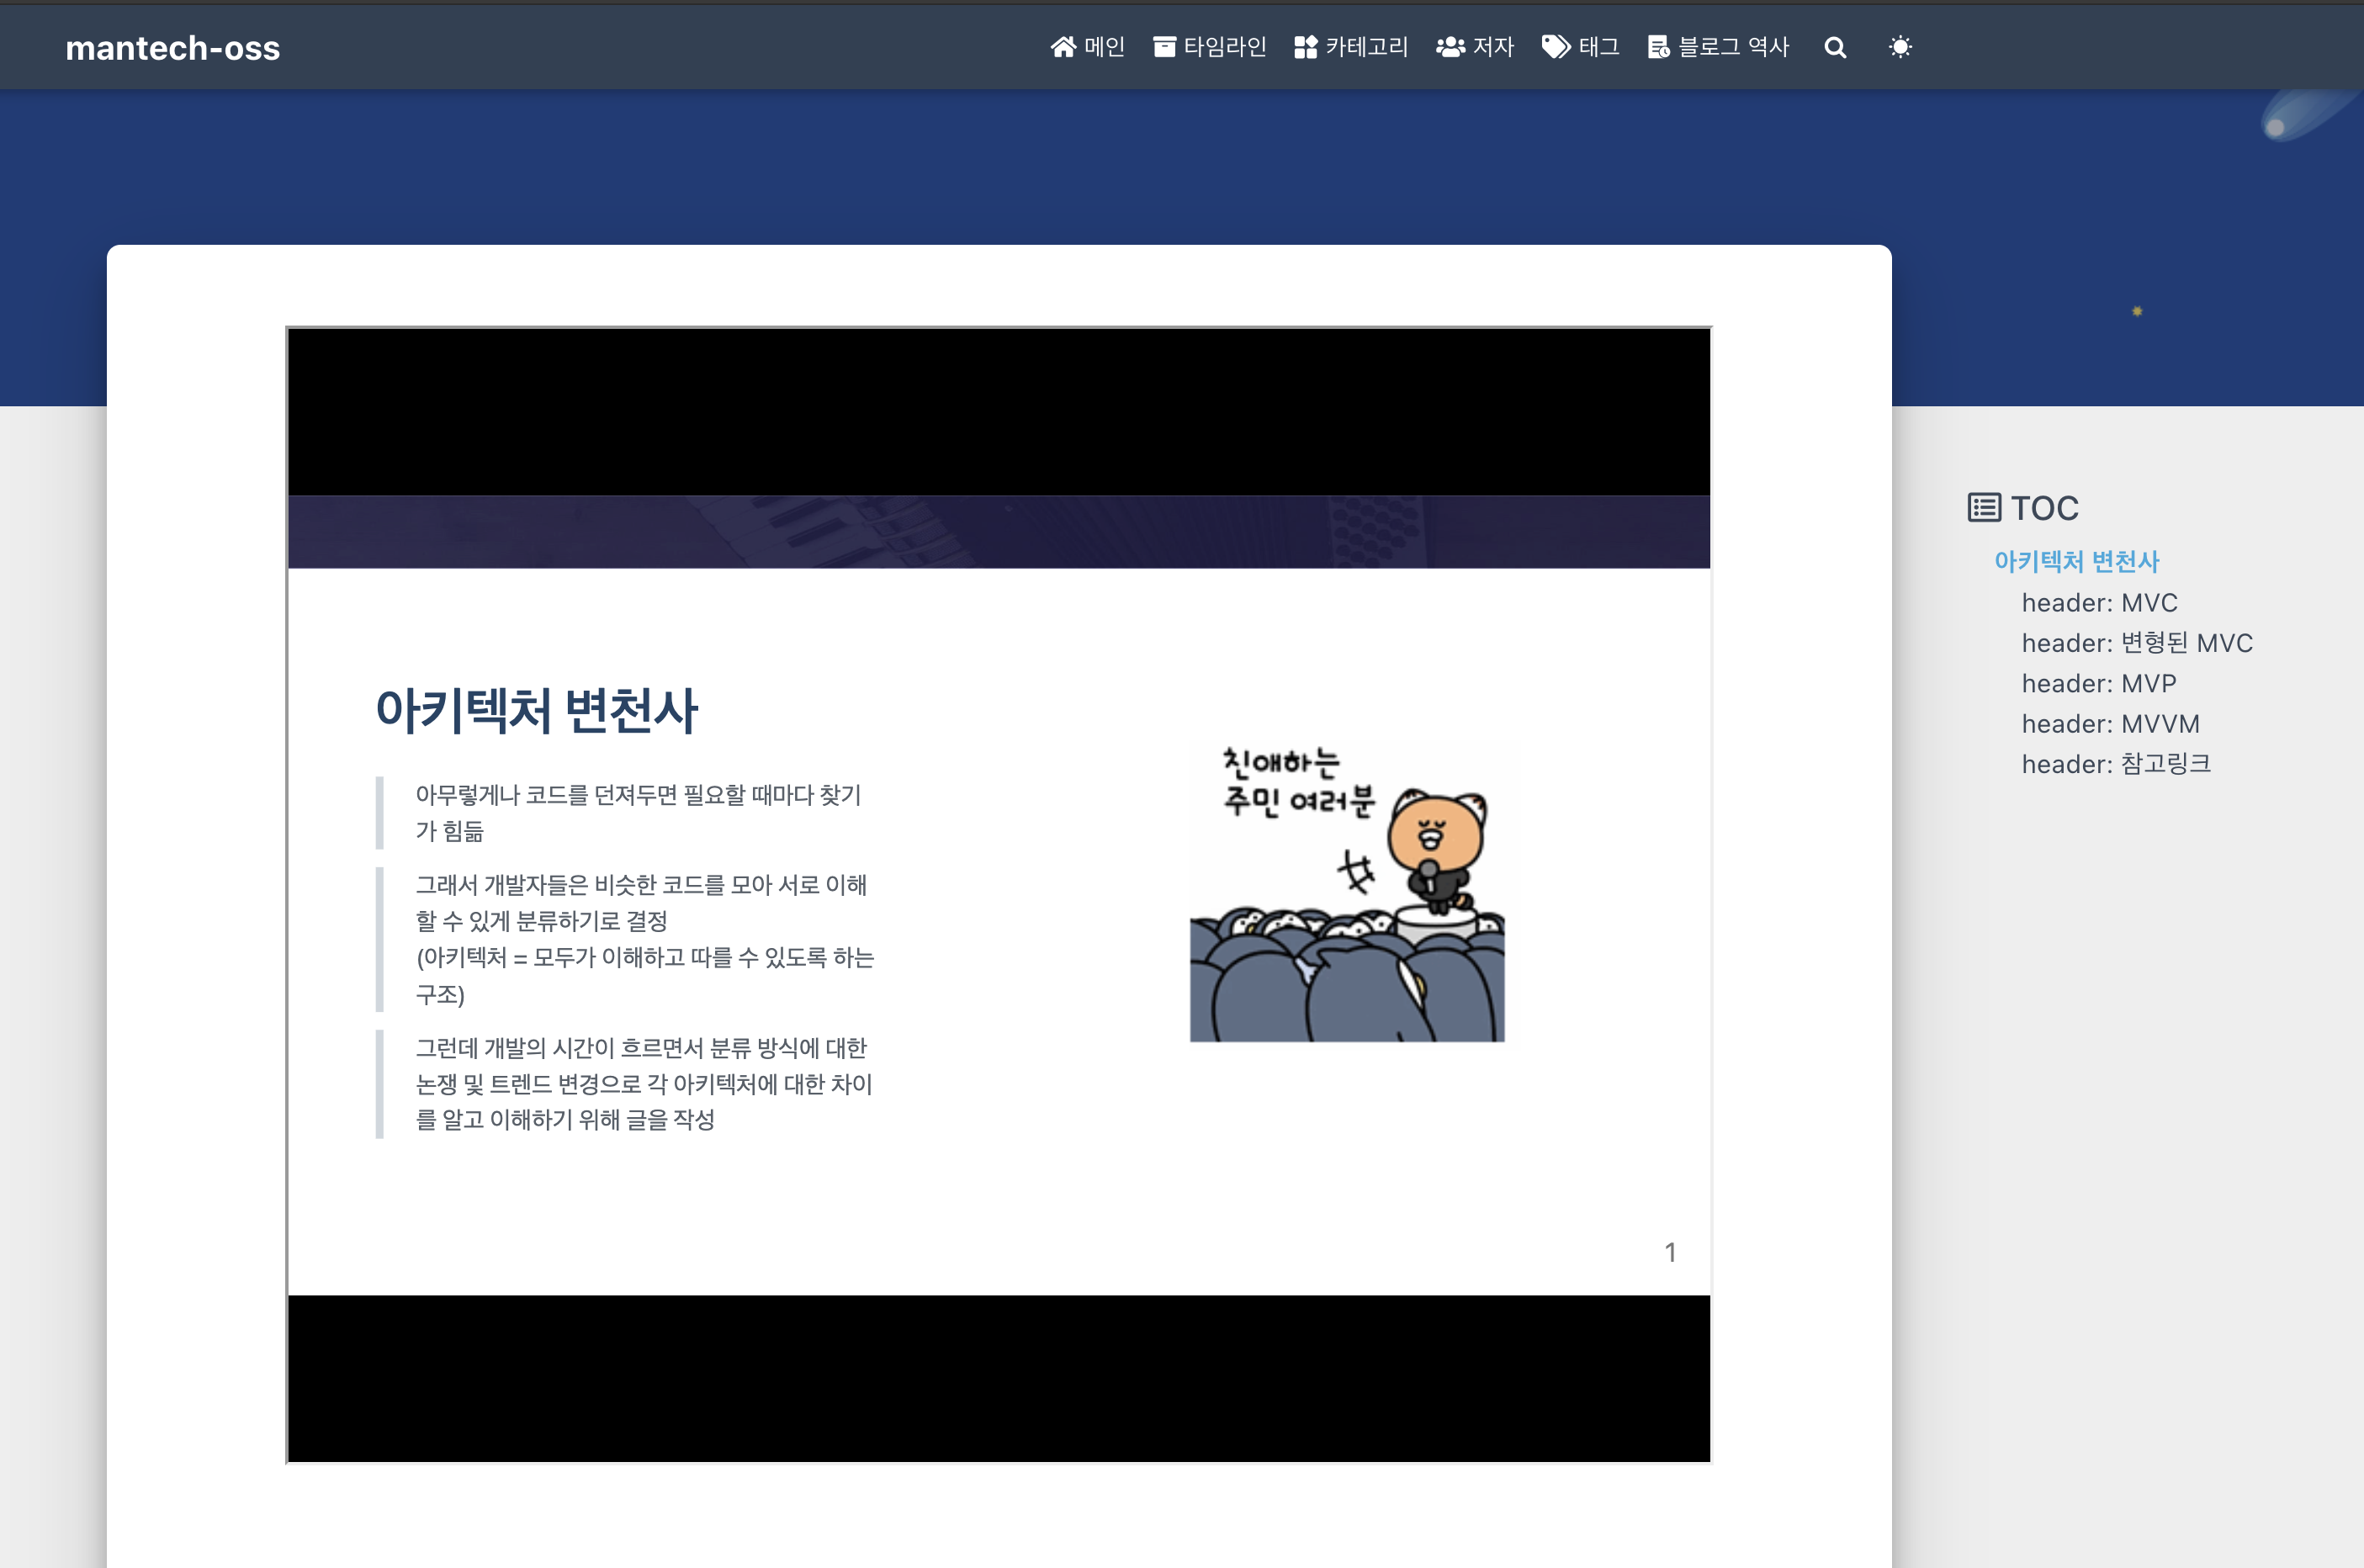 mantech-oss
메인 타임라인 카테고리 저자 태그 블로그 역사
아키텍처 변천사
아무렇게나 코드를 던져두면 필요할 때마다 찾기
가 힘듦
그래서 개발자들은 비슷한 코드를 모아 서로 이해
할 수 있게 분류하기로 결정
(아키텍처 = 모두가 이해하고 따를 수 있도록 하는
구조)
그런데 개발의 시간이 흐르면서 분류 방식에 대한
논쟁 및 트렌드 변경으로 각 아키텍처에 대한 차이
를 알고 이해하기 위해 글을 작성
친애하는
주민 여러분
1
TOC
아키텍처 변천사
header: MVC
header: 변형된 MVC
header: MVP
header: MVVM
header: 참고링크